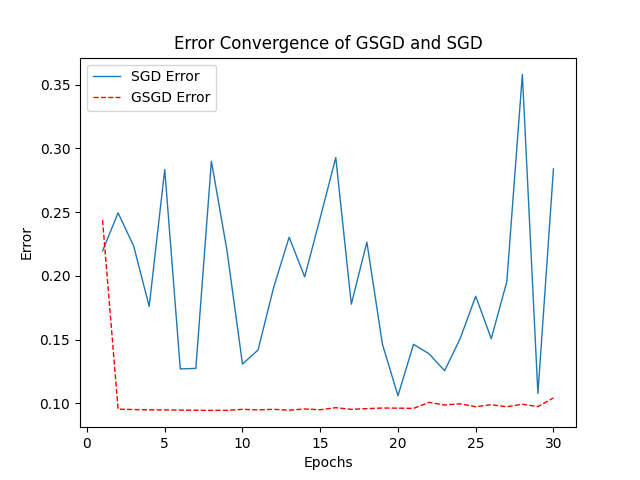 Error Convergence of GSGD and SGD
SGD Error
GSGD Error
0.35
0.30
0.25
0.20
0.15
0.10
Error
0 5 10 15 20 25 30
Epochs